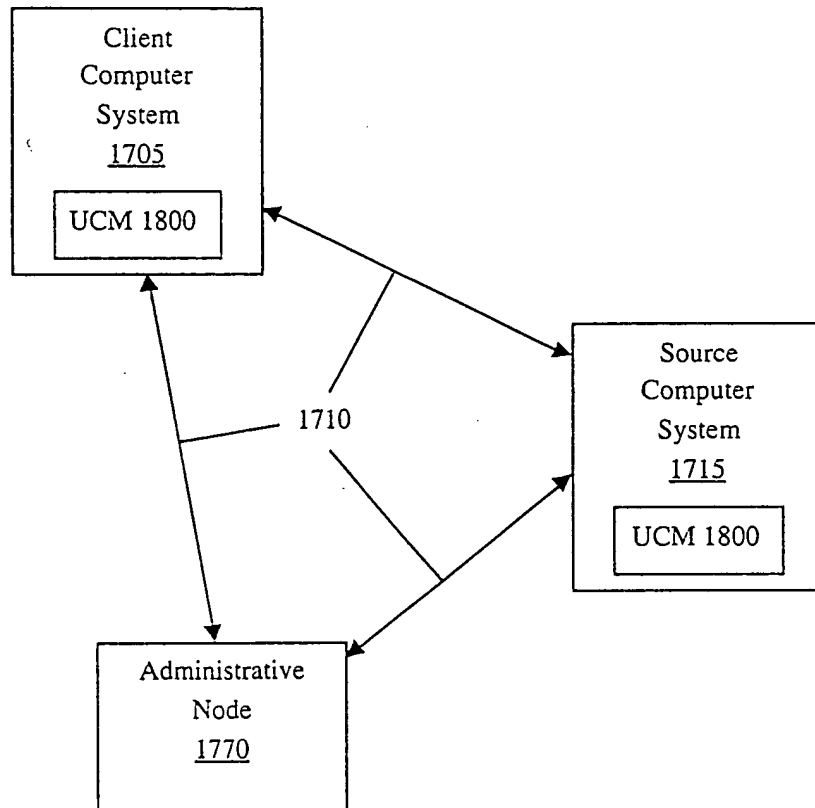 Client
Computer
System
1705
UCM 1800
1710
Source
Computer
System
1715
UCM 1800
Administrative
Node
1770